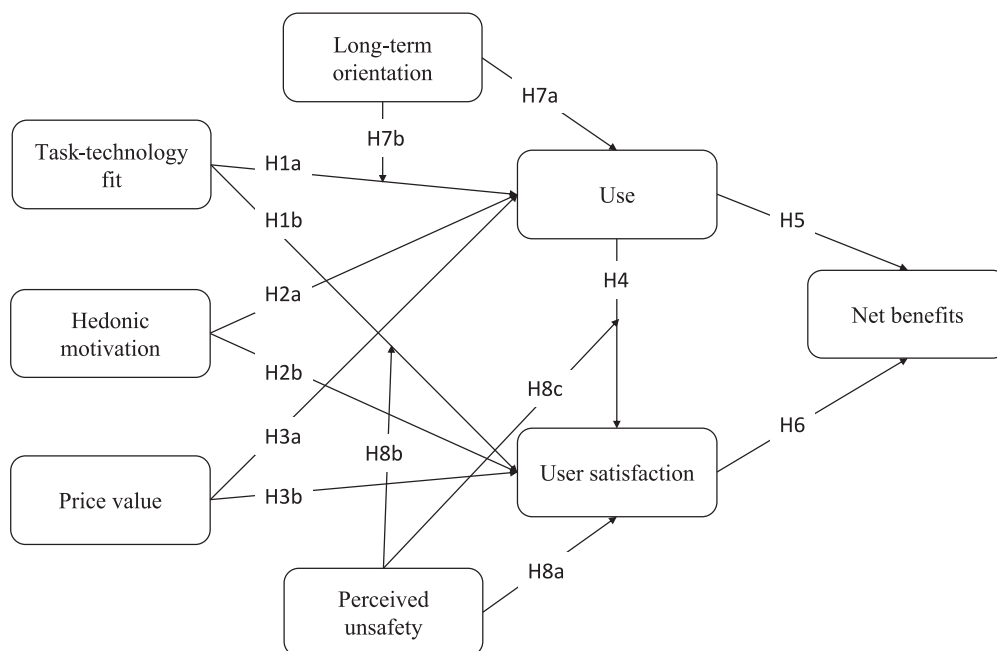 Long-term
orientation
H7a
H7b
Task-technology
fit
H1a
Use
H1b
H5
H4
H2a
Hedonic
motivation
Net benefits
H2b
H8c
H3a
H8b
H6
User satisfaction
Price value
H3b
H8a
Perceived
unsafety